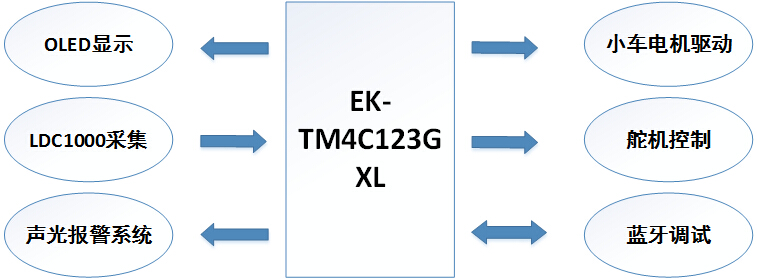 OLED显示
小车电机驱动
EK-
TM4C123G
XL
LDC1000采集
舵机控制
声光报警系统
蓝牙调试